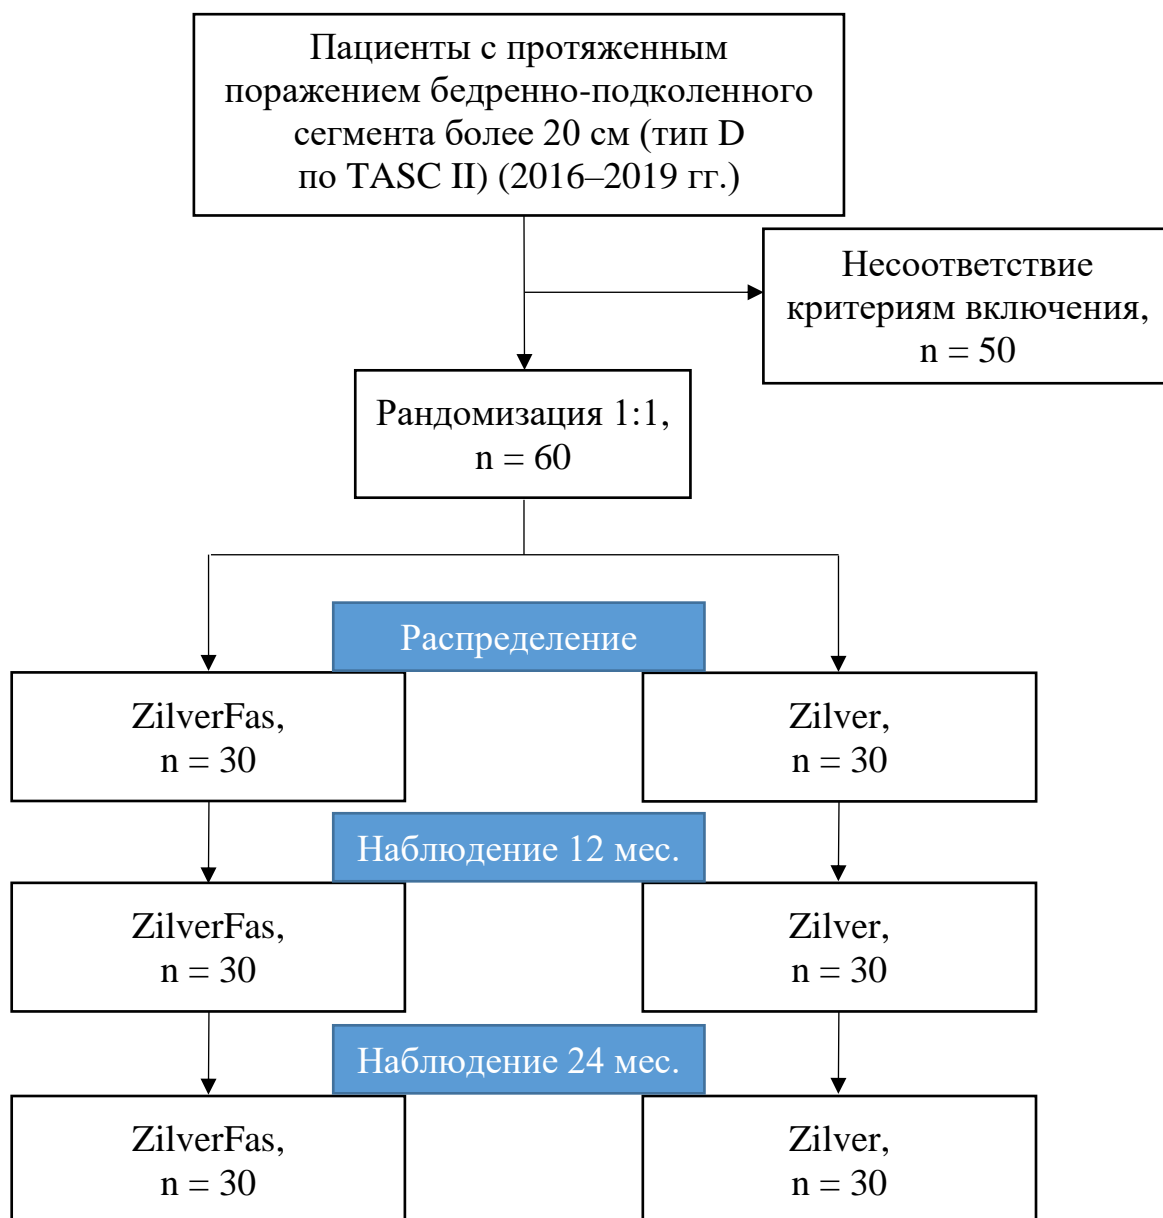 Пациенты с протяженным
поражением бедренно-подколенного
сегмента более 20 см (тип D
по TASC II) (2016–2019 гг.)
Несоответствие
критериям включения,
n = 50
Рандомизация 1:1,
n = 60
Распределение
ZilverFas,
n = 30
Zilver,
n = 30
Наблюдение 12 мес.
ZilverFas,
n = 30
Zilver,
n = 30
Наблюдение 24 мес.
ZilverFas,
n = 30
Zilver,
n = 30